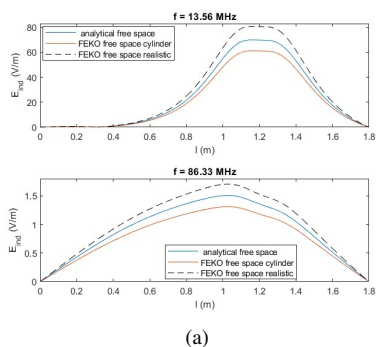 f = 13.56 MHz
80
60
40
20
0
E_ind (V/m)
analytical free space
FEKO free space cylinder
FEKO free space realistic
0 0.2 0.4 0.6 0.8 1 1.2 1.4 1.6 1.8
l (m)
f = 86.33 MHz
1.5
1
0.5
0
E_ind (V/m)
analytical free space
FEKO free space cylinder
FEKO free space realistic
0 0.2 0.4 0.6 0.8 1 1.2 1.4 1.6 1.8
l (m)
(a)